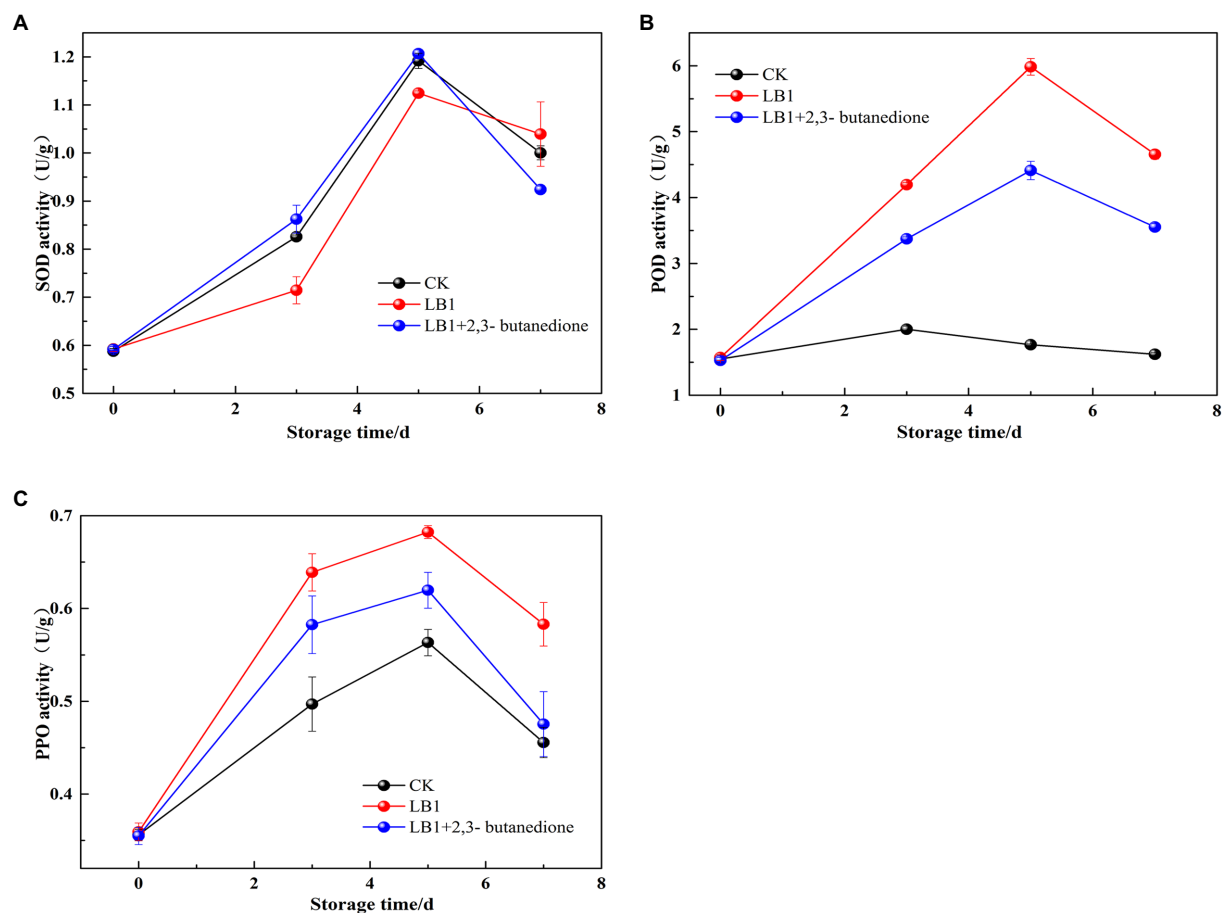 A
SOD activity（U/g）
1.2
1.1
1.0
0.9
0.8
0.7
0.6
0.5
CK
LB1
LB1+2,3- butanedione
0 2 4 6 8
Storage time/d
B
POD activity（U/g）
6
5
4
3
2
1
CK
LB1
LB1+2,3- butanedione
0 2 4 6 8
Storage time/d
C
PPO activity（U/g）
0.7
0.6
0.5
0.4
CK
LB1
LB1+2,3- butanedione
0 2 4 6 8
Storage time/d